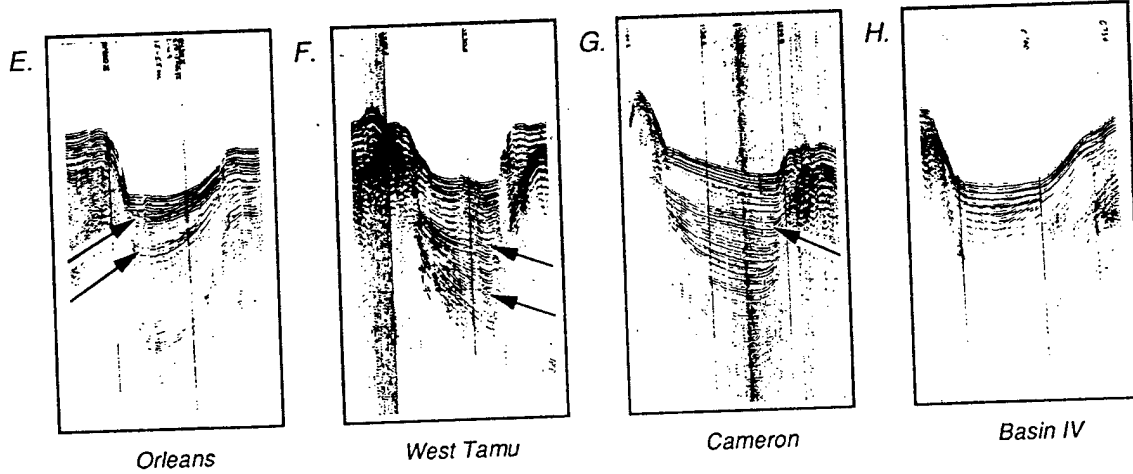 E.
F.
G.
H.
Orleans
West Tamu
Cameron
Basin IV